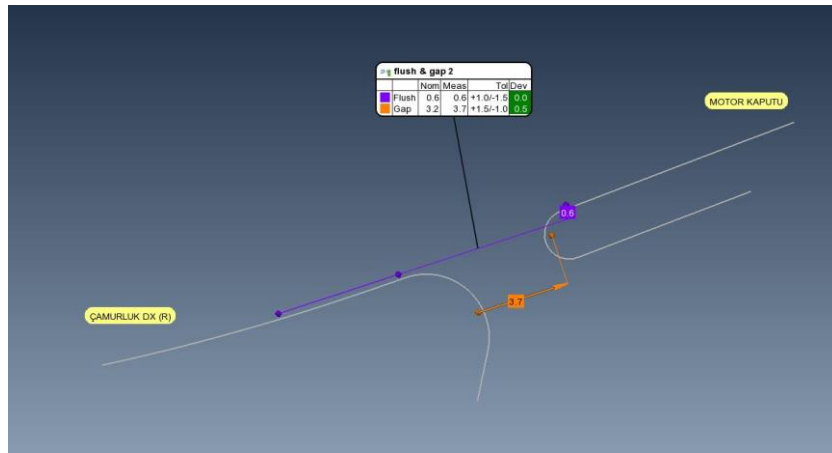 flush & gap 2
Nom Meas Tol Dev
Flush 0.6 0.6 +1.0/-1.5 0.0
Gap 3.2 3.7 +1.5/-1.0 0.5
MOTOR KAPUTU
0.6
3.7
ÇAMURLUK DX (R)